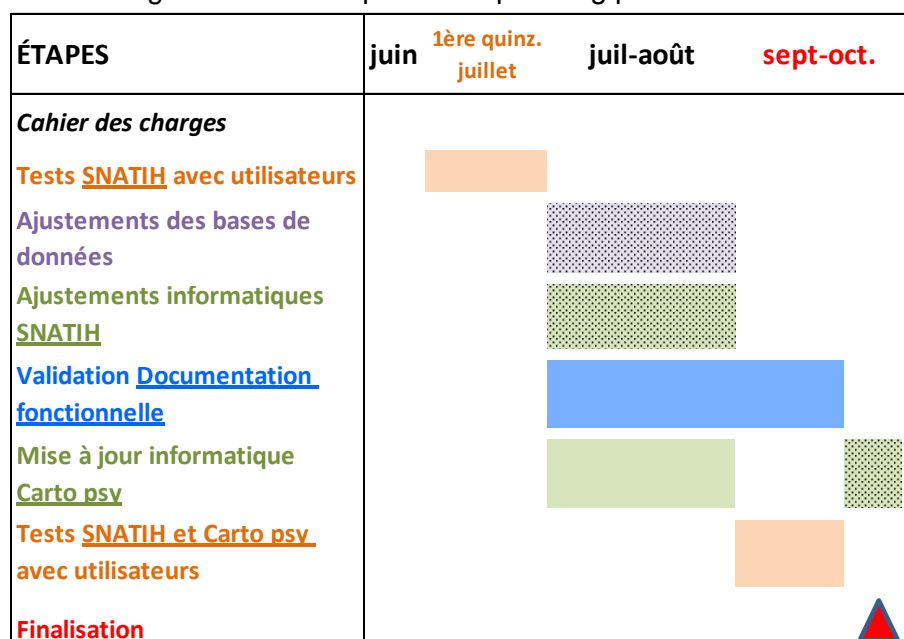 ÉTAPES juin 1ère quinz. juillet juil-août sept-oct.
Cahier des charges
Tests SNATIH avec utilisateurs
Ajustements des bases de
données
Ajustements informatiques
SNATIH
Validation Documentation
fonctionnelle
Mise à jour informatique
Carto psy
Tests SNATIH et Carto psy
avec utilisateurs
Finalisation